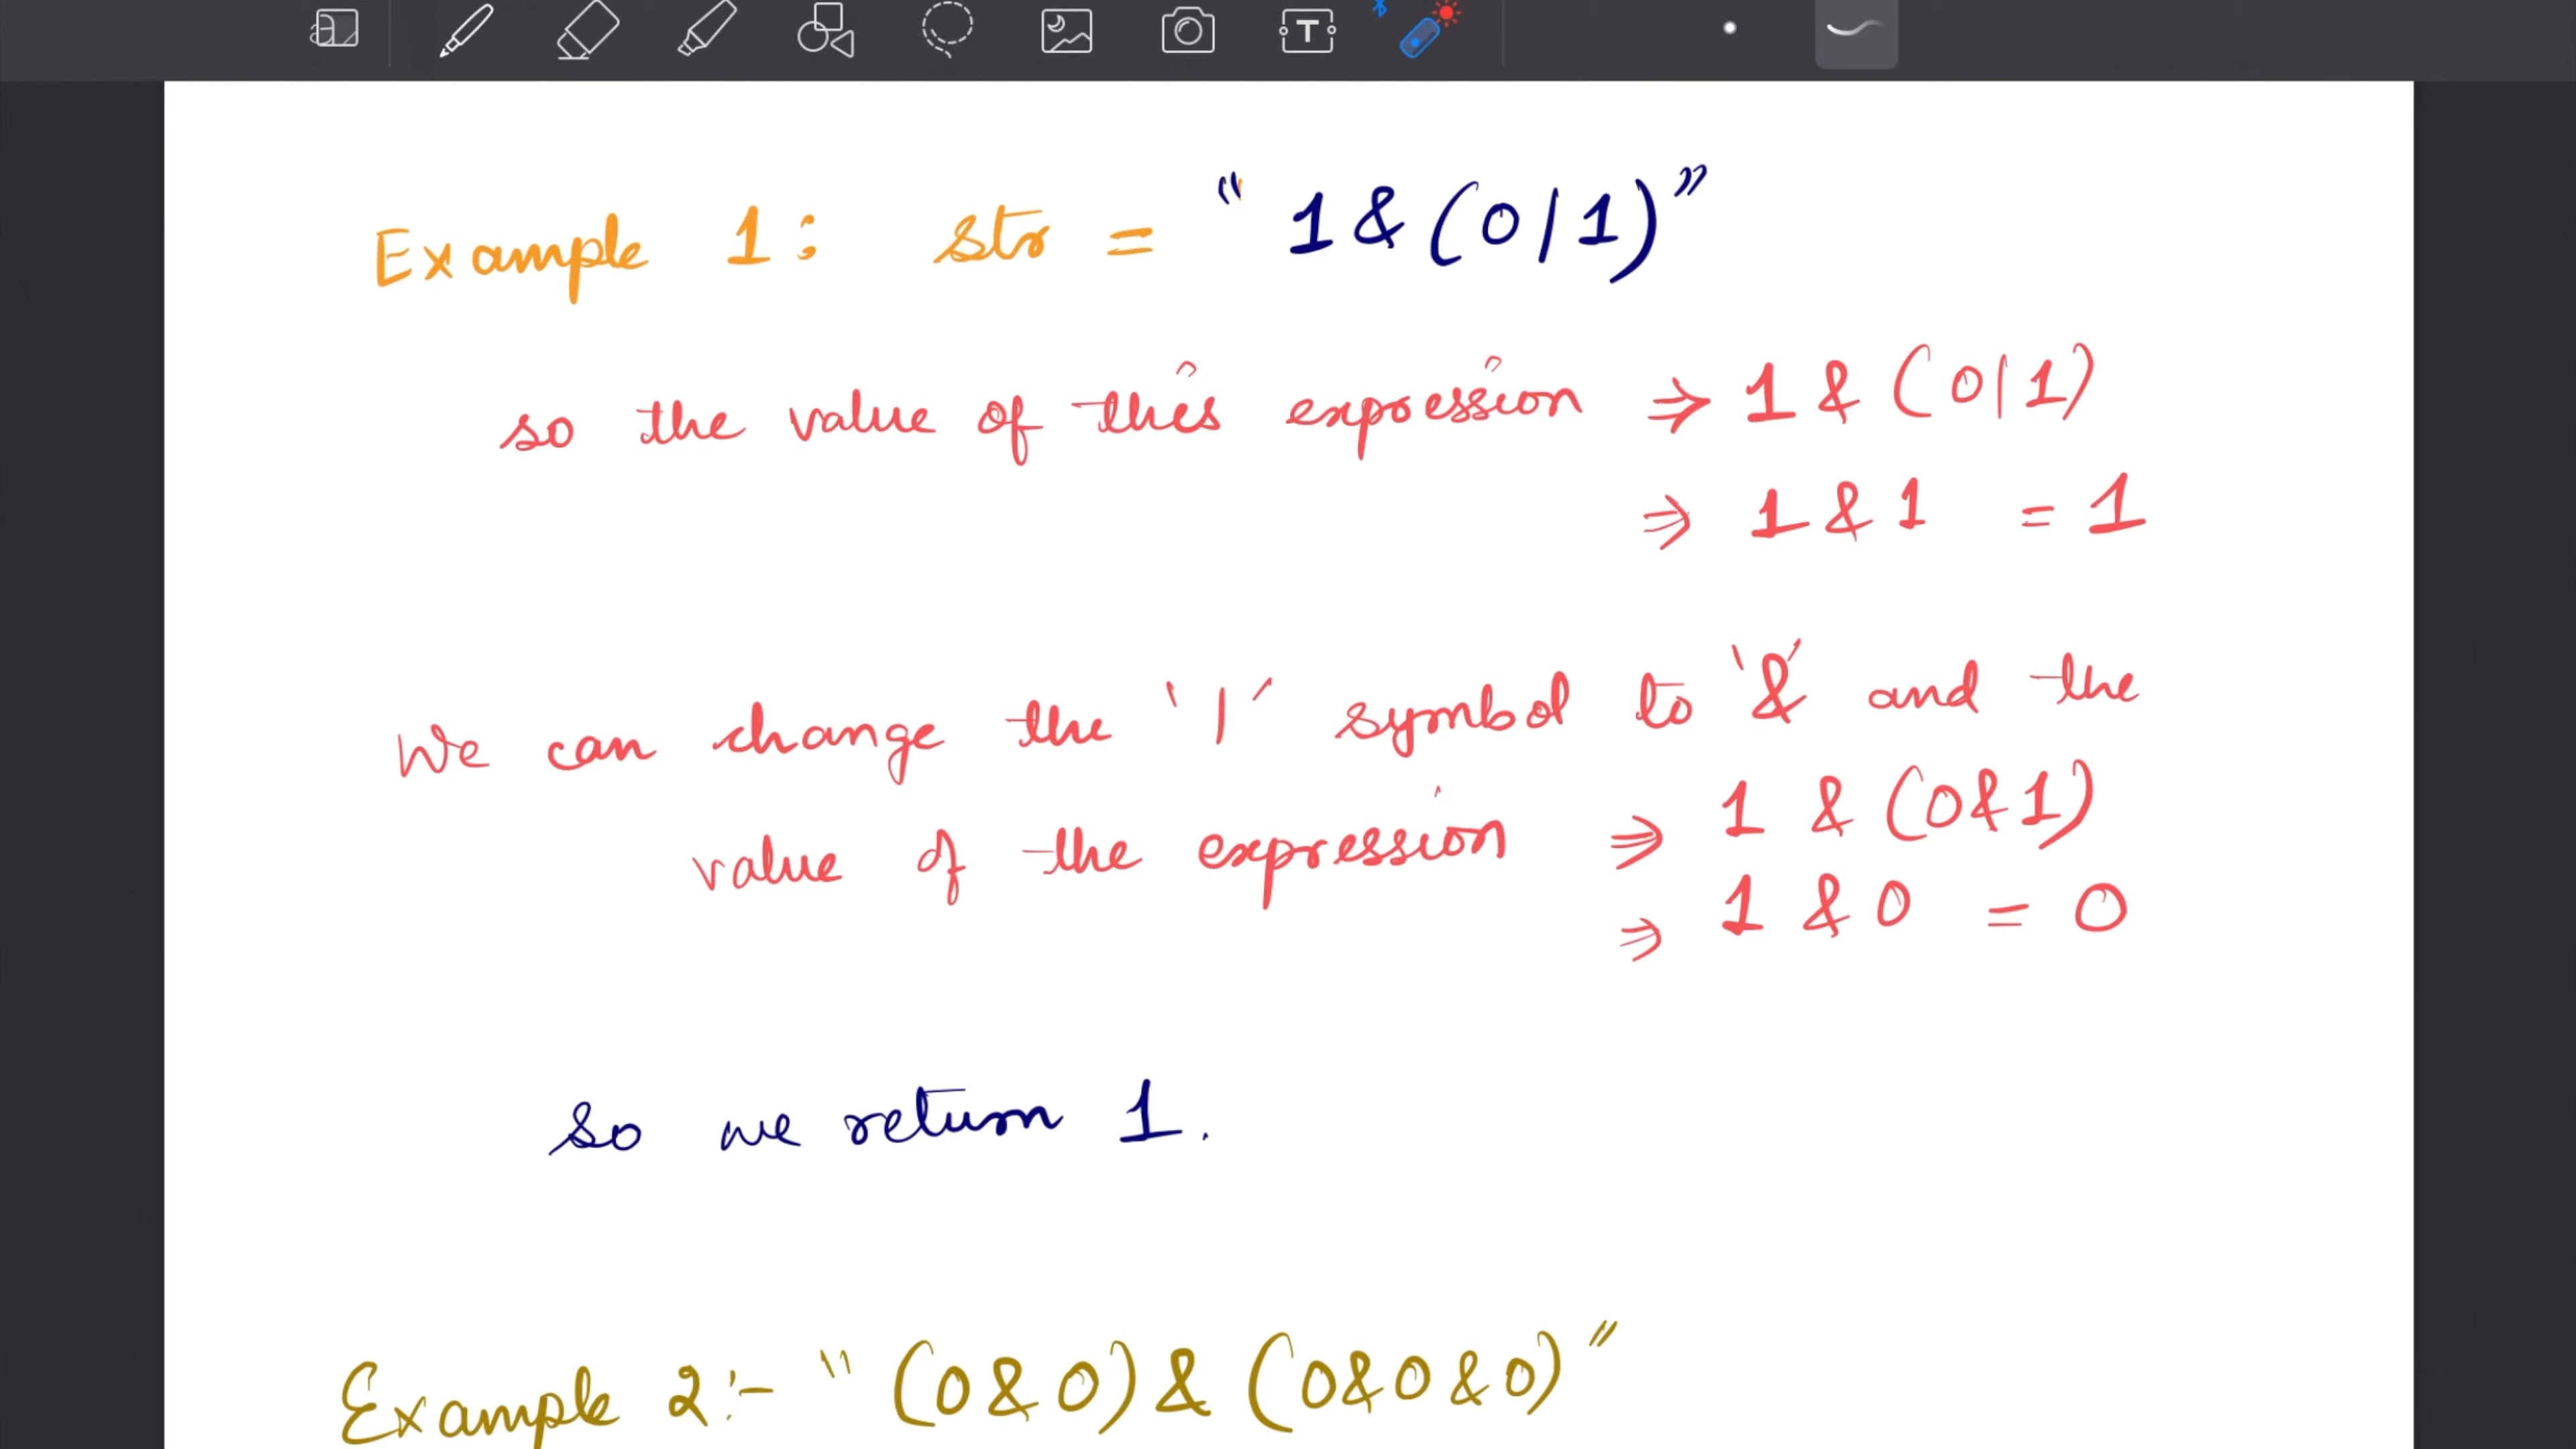 Example 1: str = "1&(0|1)"
so the value of this expression ⇒ 1 & (0|1)
⇒ 1 & 1 = 1
We can change the '|' symbol to '&' and the
value of the expression ⇒ 1 & (0&1)
⇒ 1 & 0 = 0
So we return 1.
Example 2:- "(0&0)&(0&0&0)"